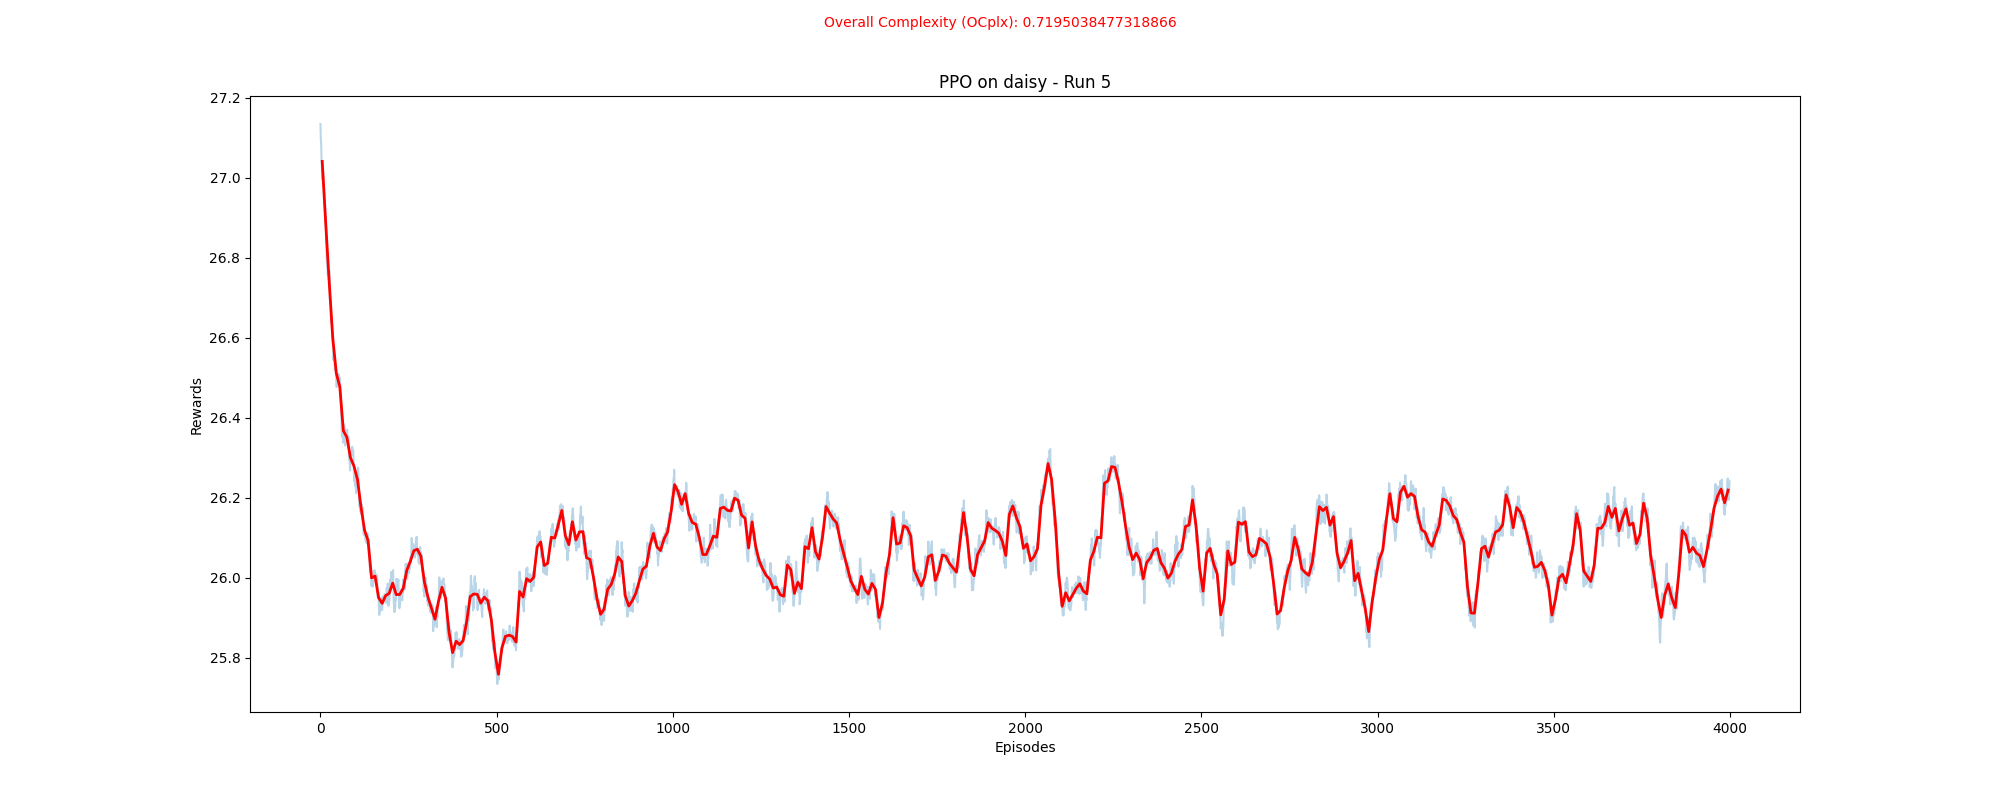 Overall Complexity (OCplx): 0.7195038477318866
PPO on daisy - Run 5
27.2
27.0
26.8
26.6
26.4
26.2
26.0
25.8
Rewards
0 500 1000 1500 2000 2500 3000 3500 4000
Episodes